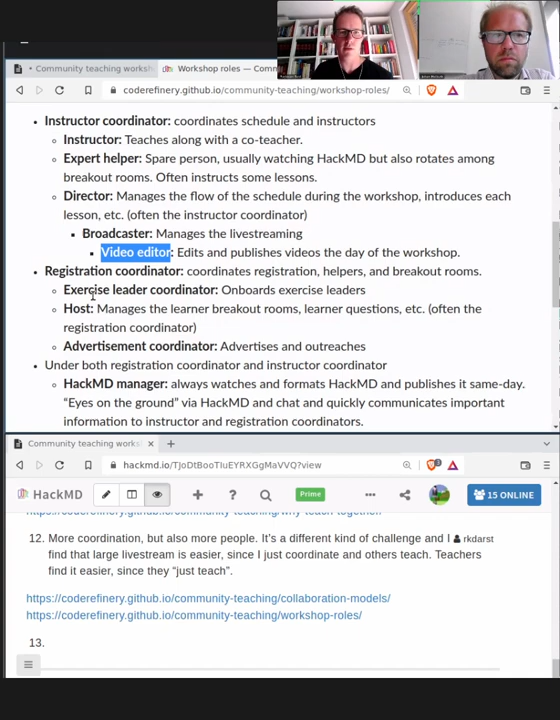 Community teaching worksh
Workshop roles — Comm
coderefinery.github.io/community-teaching/workshop-roles/
Instructor coordinator: coordinates schedule and instructors
Instructor: Teaches along with a co-teacher.
Expert helper: Spare person, usually watching HackMD but also rotates among
breakout rooms. Often instructs some lessons.
Director: Manages the flow of the schedule during the workshop, introduces each
lesson, etc. (often the instructor coordinator)
Broadcaster: Manages the livestreaming
Video editor: Edits and publishes videos the day of the workshop.
Registration coordinator: coordinates registration, helpers, and breakout rooms.
Exercise leader coordinator: Onboards exercise leaders
Host: Manages the learner breakout rooms, learner questions, etc. (often the
registration coordinator)
Advertisement coordinator: Advertises and outreaches
Under both registration coordinator and instructor coordinator
HackMD manager: always watches and formats HackMD and publishes it same-day.
“Eyes on the ground” via HackMD and chat and quickly communicates important
information to instructor and registration coordinators.
Community teaching works
hackmd.io/TJoDtBooTIuEYRXGgMaVVQ?view
HackMD
Prime
15 ONLINE
https://coderefinery.github.io/community-teaching/why-teach-together/
12. More coordination, but also more people. It’s a different kind of challenge and I
rkdarst
find that large livestream is easier, since I just coordinate and others teach. Teachers
find it easier, since they “just teach”.
https://coderefinery.github.io/community-teaching/collaboration-models/
https://coderefinery.github.io/community-teaching/workshop-roles/
13.